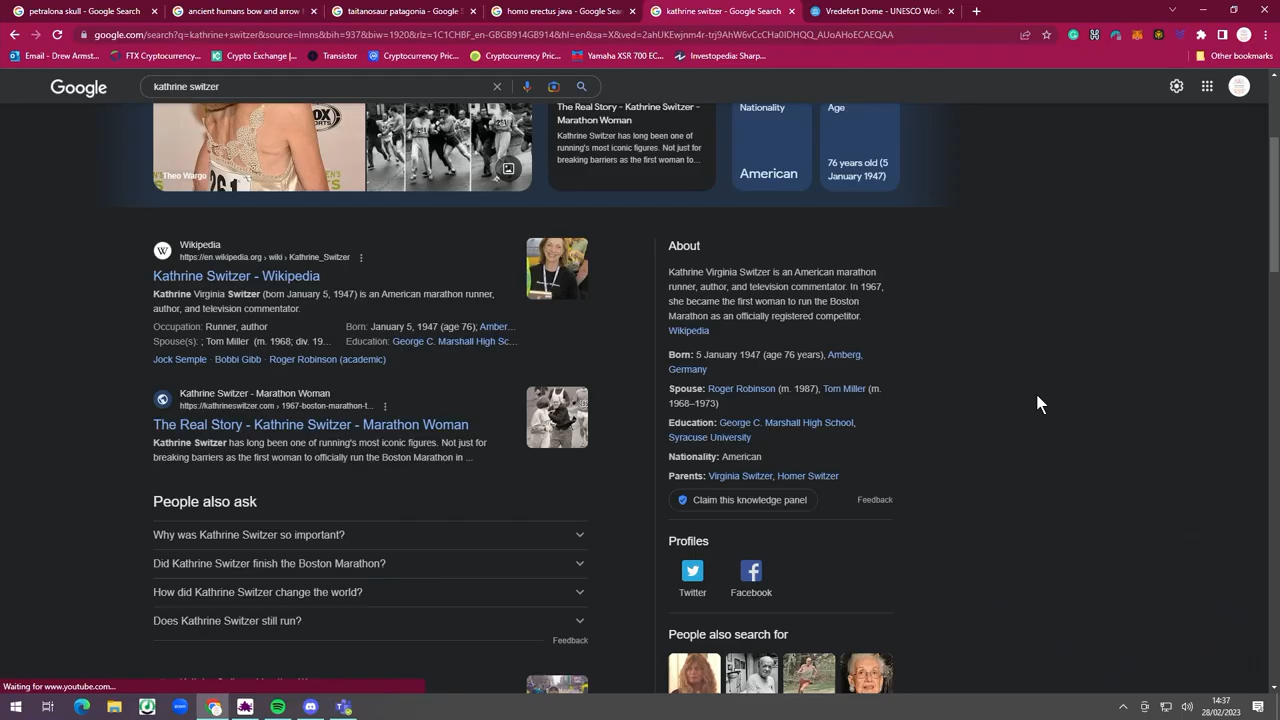 petralona skull - Google Search
ancient humans bow and arrow
taitanosaur patagonia - Google S
homo erectus java - Google Sear
kathrine switzer - Google Search
Vredefort Dome - UNESCO Worl
google.com/search?q=kathrine+switzer&source=lmns&bih=937&biw=1920&rlz=1C1CHBF_en-GBGB914GB914&hl=en&sa=X&ved=2ahUKEwjnm4r-trj9AhW6vCcCHa0IDHQQ_AUoAHoECAEQAA
Email - Drew Armst...
FTX Cryptocurrency...
Crypto Exchange |...
Transistor
Cryptocurrency Pric...
Cryptocurrency Pric...
Yamaha XSR 700 EC...
Investopedia: Sharp...
Other bookmarks
Google
kathrine switzer
FOX
SPORTS
261
Theo Wargo
The Real Story - Kathrine Switzer -
Marathon Woman
Kathrine Switzer has long been one of
running's most iconic figures. Not just for
breaking barriers as the first woman to...
Nationality
American
Age
76 years old (5
January 1947)
W
Wikipedia
https://en.wikipedia.org › wiki › Kathrine_Switzer
Kathrine Switzer - Wikipedia
Kathrine Virginia Switzer (born January 5, 1947) is an American marathon runner,
author, and television commentator.
Occupation: Runner, author
Born: January 5, 1947 (age 76); Amber...
Spouse(s): ; Tom Miller (m. 1968; div. 19...
Education: George C. Marshall High Sc...
Jock Semple · Bobbi Gibb · Roger Robinson (academic)
Kathrine Switzer - Marathon Woman
https://kathrineswitzer.com › 1967-boston-marathon-t...
The Real Story - Kathrine Switzer - Marathon Woman
Kathrine Switzer has long been one of running's most iconic figures. Not just for
breaking barriers as the first woman to officially run the Boston Marathon in ...
People also ask
Why was Kathrine Switzer so important?
Did Kathrine Switzer finish the Boston Marathon?
How did Kathrine Switzer change the world?
Does Kathrine Switzer still run?
Feedback
About
Kathrine Virginia Switzer is an American marathon
runner, author, and television commentator. In 1967,
she became the first woman to run the Boston
Marathon as an officially registered competitor.
Wikipedia
Born: 5 January 1947 (age 76 years), Amberg,
Germany
Spouse: Roger Robinson (m. 1987), Tom Miller (m.
1968–1973)
Education: George C. Marshall High School,
Syracuse University
Nationality: American
Parents: Virginia Switzer, Homer Switzer
Claim this knowledge panel
Feedback
Profiles
Twitter
Facebook
People also search for
Waiting for www.youtube.com...
14:37
28/02/2023